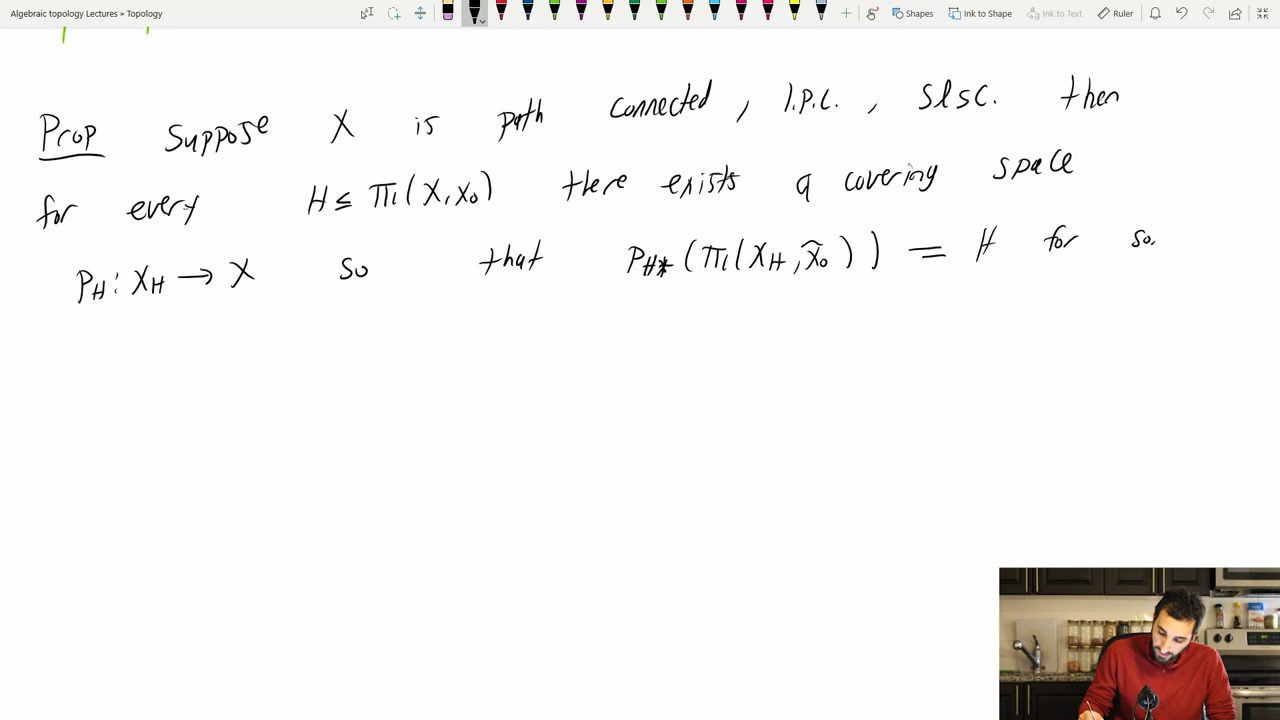 Algebraic topology Lectures » Topology
Shapes Ink to Shape Ink to Text Ruler
Prop Suppose X is path connected, l.p.c., slsc. then
for every H ≤ π₁(X, x₀) there exists a covering space
P_H : X_H → X so that P_H* (π₁(X_H, x̃₀)) = H for so